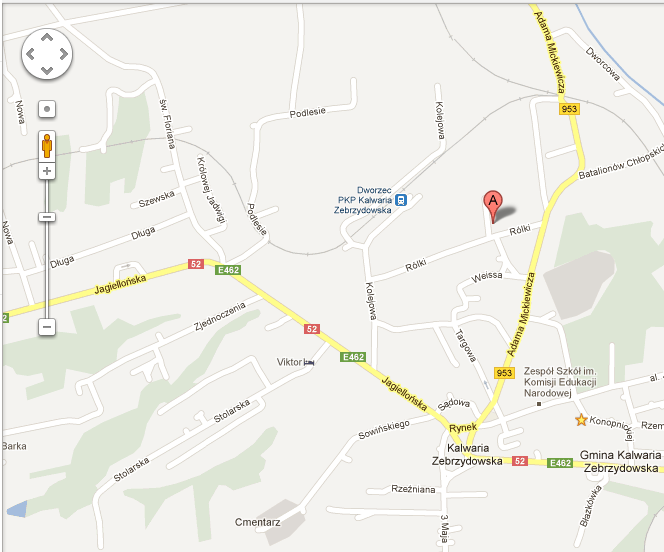 Adama Mickiewicza
Dworcowa
Nowa
św. Floriana
953
Podlesie
Kolejowa
Batalionów Chłopskich
Królowej Jadwigi
Dworzec
PKP Kalwaria
Zebrzydowska
A
Szewska
Podlesie
Nowa
Długa
Rólki
Długa
52
E462
Rólki
Weissa
Jagiellońska
Kolejowa
Adama Mickiewicza
Zjednoczenia
52
Targowa
E462
Viktor
953
Zespół Szkół im.
Komisji Edukacji
Narodowej
al.
Jagiellońska
Stolarska
Sądowa
Konopnickiej
Rzem
Sowińskiego
Rynek
Barka
Kalwaria
Zebrzydowska
52
E462
Gmina Kalwaria
Zebrzydowska
Stolarska
Rzeźniana
Cmentarz
3 Maja
Blazkówka